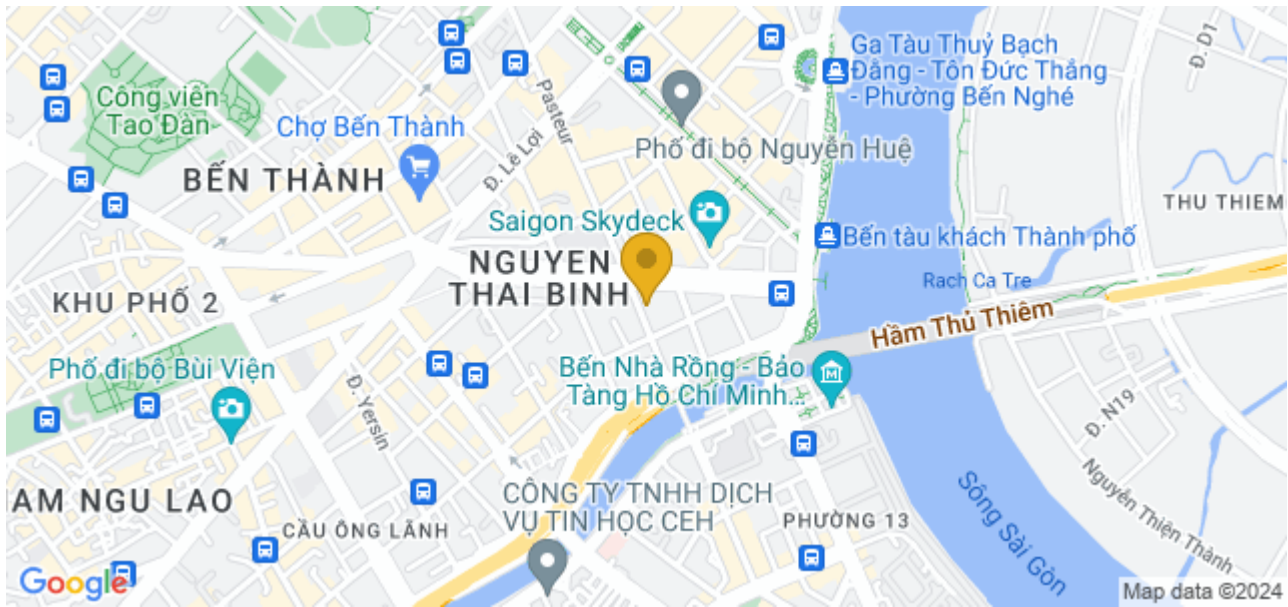 Ga Tàu Thuỷ Bạch
Đằng - Tôn Đức Thắng
- Phường Bến Nghé
Đ. D1
Công viên
Tao Đàn
Pasteur
Chợ Bến Thành
Đ. Lê Lợi
Phố đi bộ Nguyễn Huệ
BẾN THÀNH
THU THIEM
Saigon Skydeck
Bến tàu khách Thành phố
NGUYEN
THAI BINH
Rach Ca Tre
KHU PHỐ 2
Hầm Thủ Thiêm
Phố đi bộ Bùi Viện
Bến Nhà Rồng - Bảo
Tàng Hồ Chí Minh...
Đ. Yersin
Đ. N19
AM NGU LAO
CÔNG TY TNHH DỊCH
VỤ TIN HỌC CEH
CẦU ÔNG LÃNH
PHƯỜNG 13
Sông Sài Gòn
Nguyễn Thiện Thành
Google
Map data ©2024